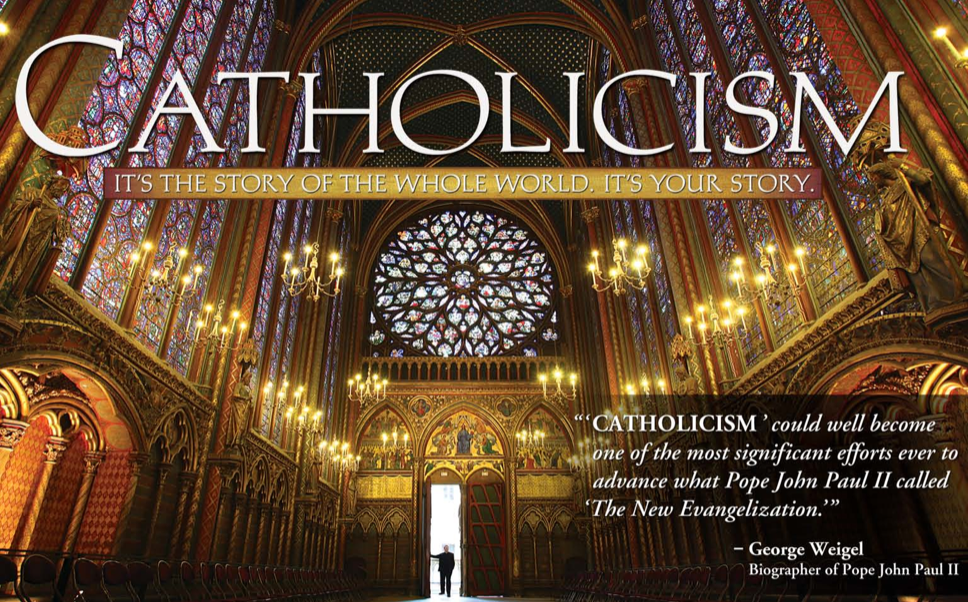 CATHOLICISM
IT'S THE STORY OF THE WHOLE WORLD. IT'S YOUR STORY.
“‘CATHOLICISM’ could well become
one of the most significant efforts ever to
advance what Pope John Paul II called
‘The New Evangelization.’”
– George Weigel
Biographer of Pope John Paul II